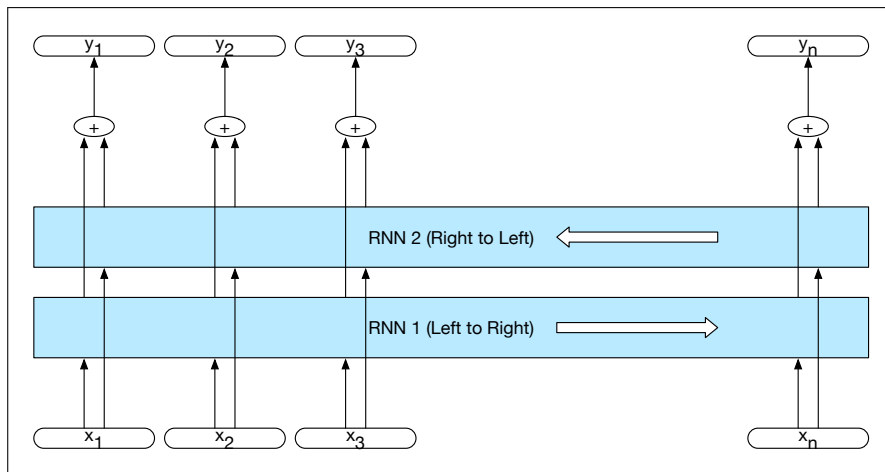 y1 y2 y3 yn
+ + + +
RNN 2 (Right to Left)
RNN 1 (Left to Right)
x1 x2 x3 xn